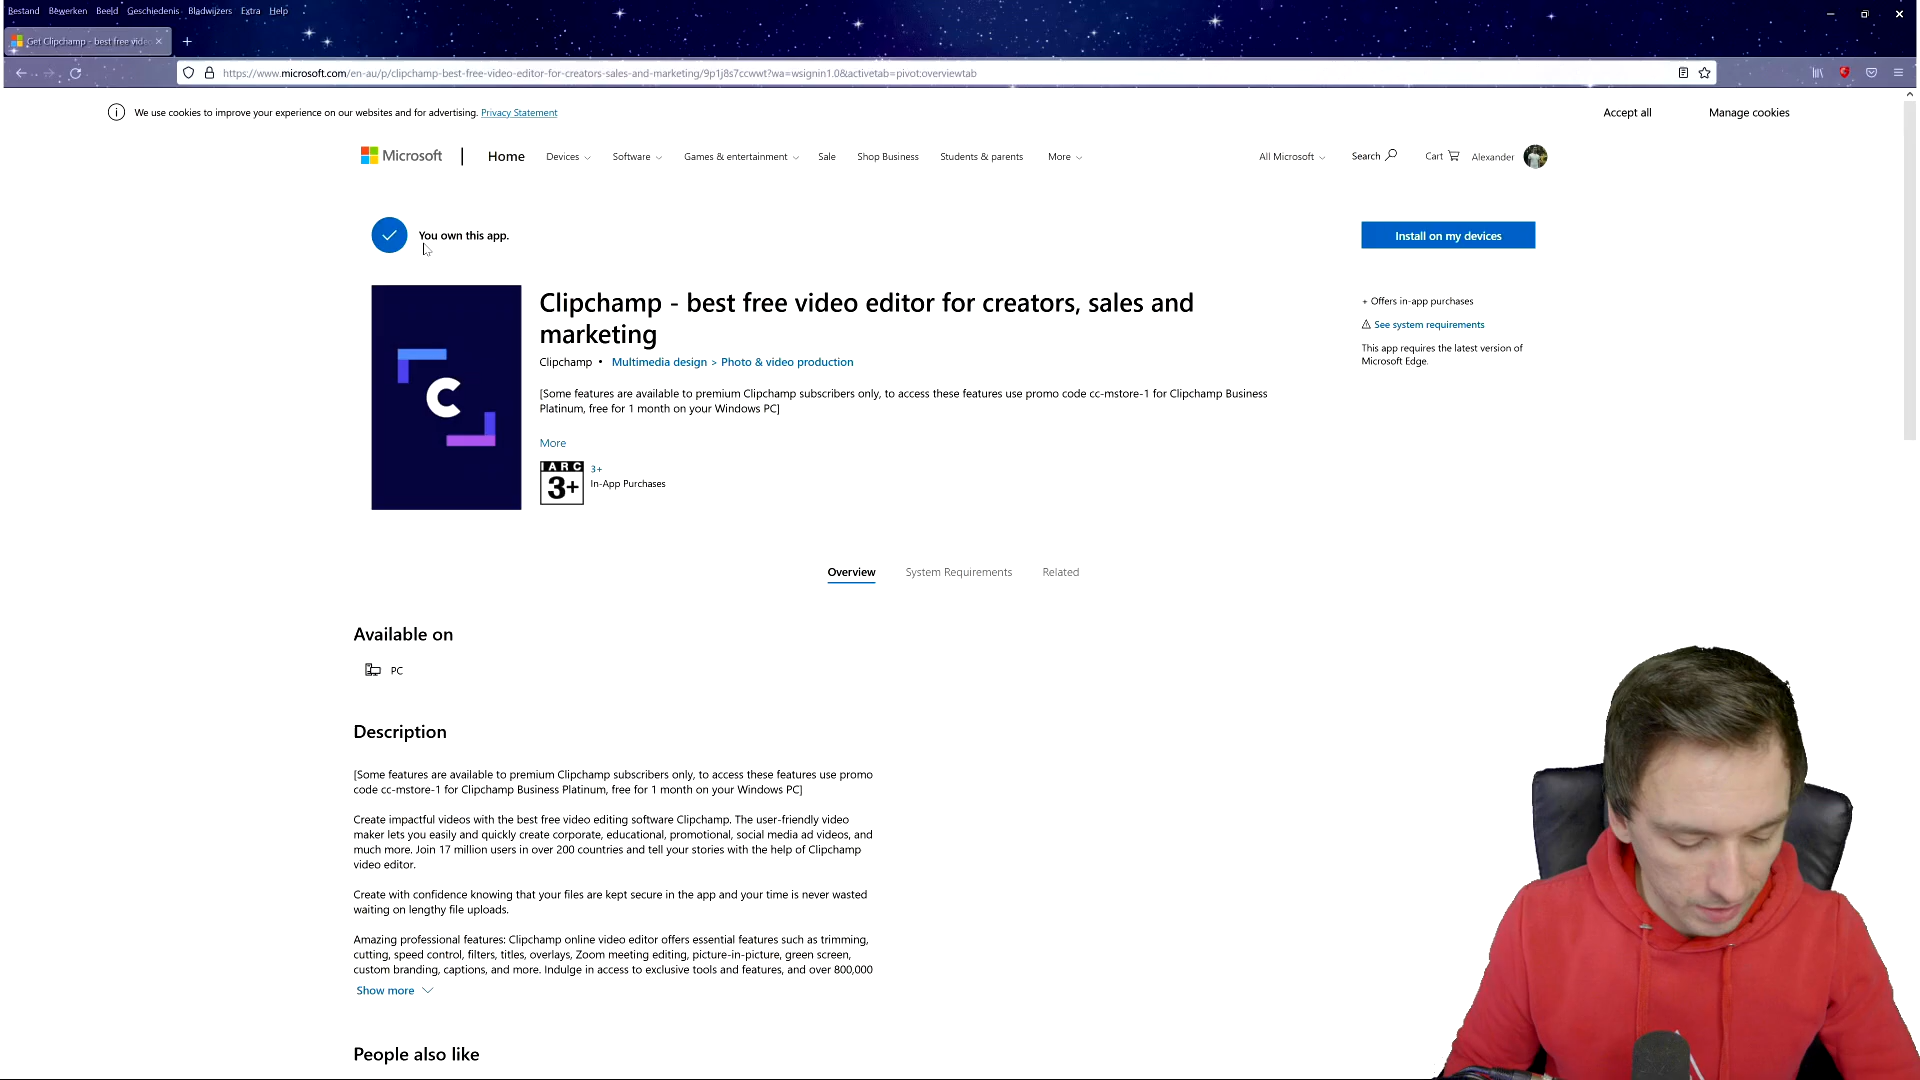 Bestand Bewerken Beeld Geschiedenis Bladwijzers Extra Help
Get Clipchamp - best free vide
https://www.microsoft.com/en-au/p/clipchamp-best-free-video-editor-for-creators-sales-and-marketing/9p1j8s7ccwwt?wa=wsignin1.0&activetab=pivot:overviewtab
We use cookies to improve your experience on our websites and for advertising. Privacy Statement
Accept all
Manage cookies
Microsoft
Home
Devices
Software
Games & entertainment
Sale
Shop Business
Students & parents
More
All Microsoft
Search
Cart
Alexander
You own this app.
Install on my devices
Clipchamp - best free video editor for creators, sales and
marketing
Clipchamp • Multimedia design > Photo & video production
[Some features are available to premium Clipchamp subscribers only, to access these features use promo code cc-mstore-1 for Clipchamp Business
Platinum, free for 1 month on your Windows PC]
More
IARC
3+
3+
In-App Purchases
+ Offers in-app purchases
See system requirements
This app requires the latest version of
Microsoft Edge.
C
Overview
System Requirements
Related
Available on
PC
Description
[Some features are available to premium Clipchamp subscribers only, to access these features use promo
code cc-mstore-1 for Clipchamp Business Platinum, free for 1 month on your Windows PC]
Create impactful videos with the best free video editing software Clipchamp. The user-friendly video
maker lets you easily and quickly create corporate, educational, promotional, social media ad videos, and
much more. Join 17 million users in over 200 countries and tell your stories with the help of Clipchamp
video editor.
Create with confidence knowing that your files are kept secure in the app and your time is never wasted
waiting on lengthy file uploads.
Amazing professional features: Clipchamp online video editor offers essential features such as trimming,
cutting, speed control, filters, titles, overlays, Zoom meeting editing, picture-in-picture, green screen,
custom branding, captions, and more. Indulge in access to exclusive tools and features, and over 800,000
Show more
People also like